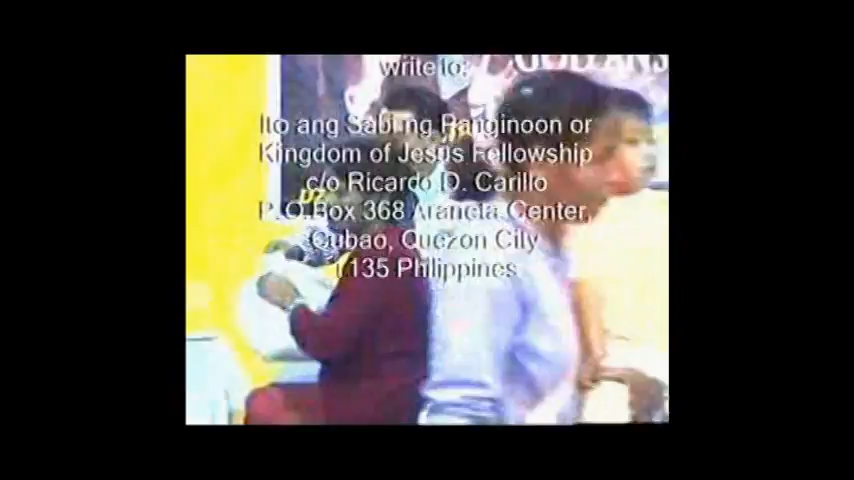 write to:
Ito ang Sabi ng Panginoon or
Kingdom of Jesus Fellowship
c/o Ricardo D. Carillo
P.O.Box 368 Araneta Center,
Cubao, Quezon City
1135 Philippines